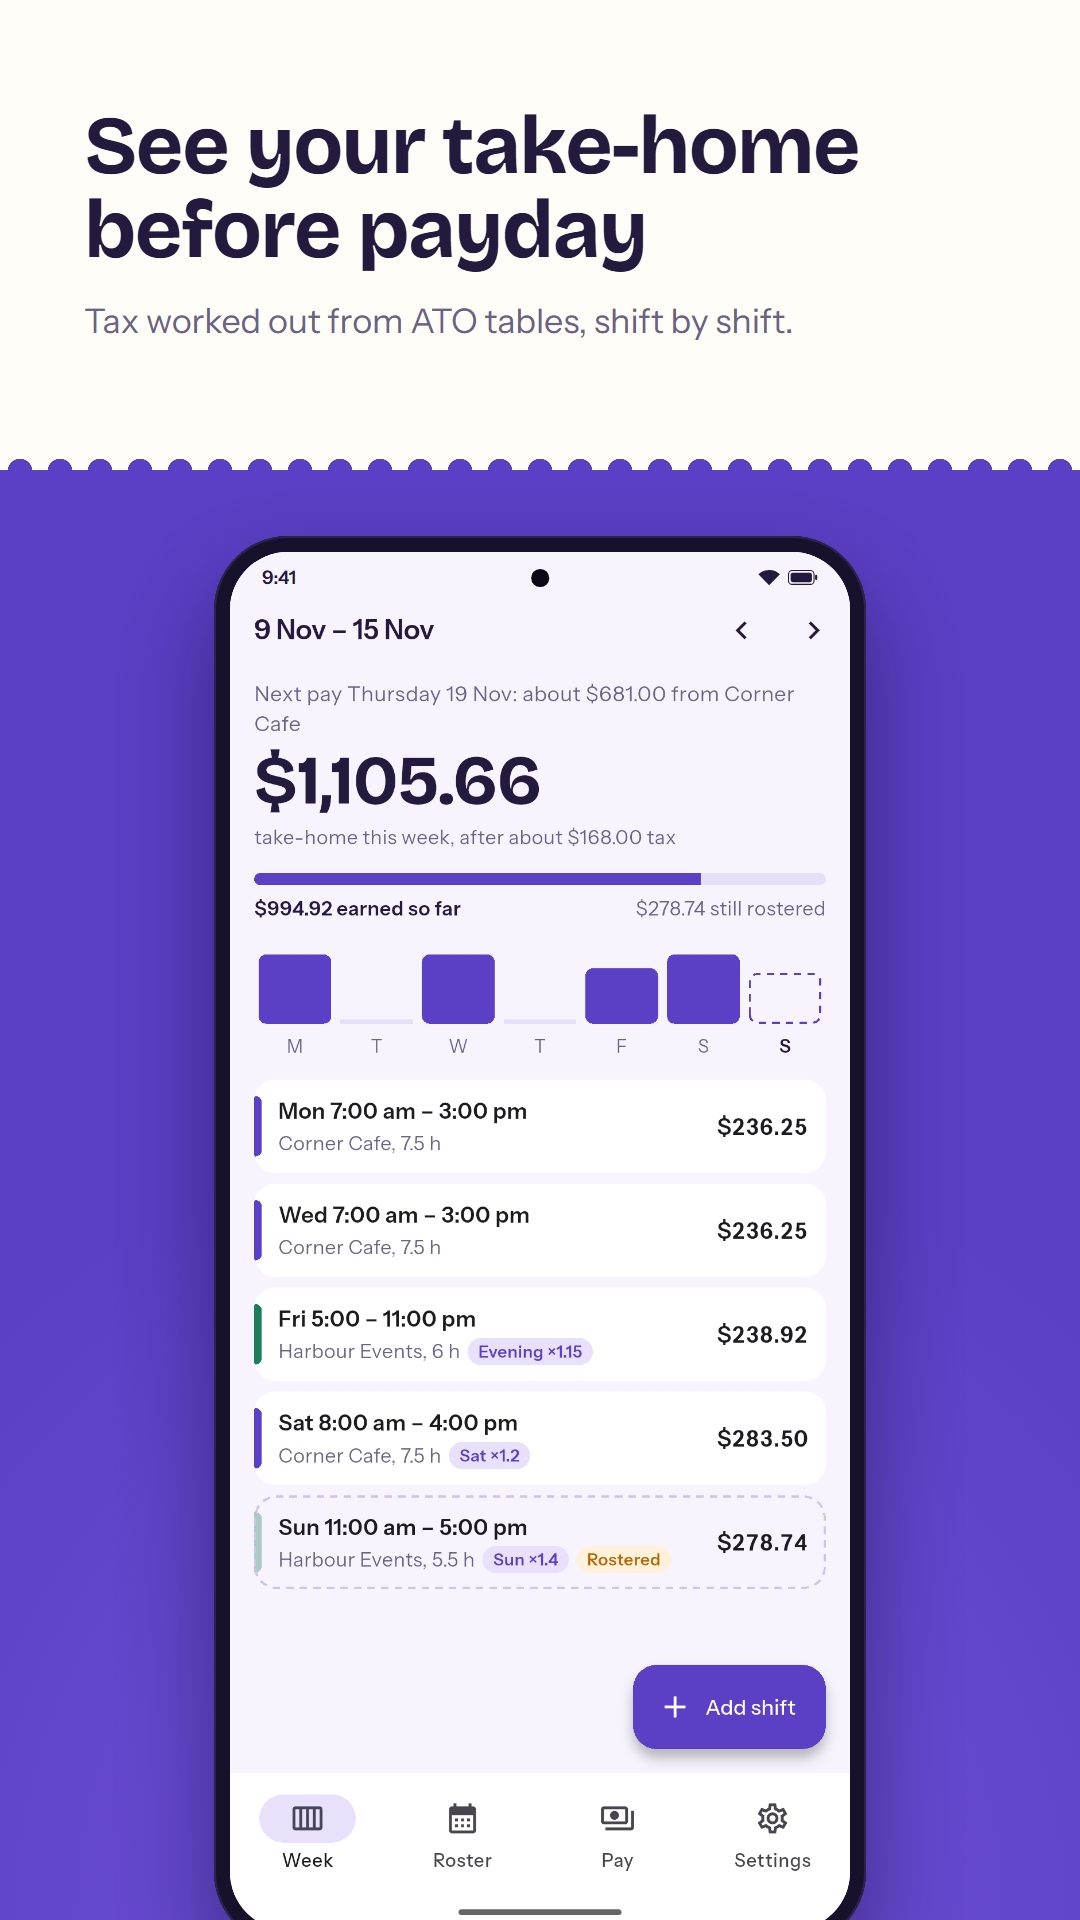 See your take-home
before payday
Tax worked out from ATO tables, shift by shift.
9:41
9 Nov – 15 Nov
Next pay Thursday 19 Nov: about $681.00 from Corner
Cafe
$1,105.66
take-home this week, after about $168.00 tax
$994.92 earned so far
$278.74 still rostered
M T W T F S S
Mon 7:00 am – 3:00 pm
Corner Cafe, 7.5 h
$236.25
Wed 7:00 am – 3:00 pm
Corner Cafe, 7.5 h
$236.25
Fri 5:00 – 11:00 pm
Harbour Events, 6 h Evening ×1.15
$238.92
Sat 8:00 am – 4:00 pm
Corner Cafe, 7.5 h Sat ×1.2
$283.50
Sun 11:00 am – 5:00 pm
Harbour Events, 5.5 h Sun ×1.4 Rostered
$278.74
Add shift
Week Roster Pay Settings